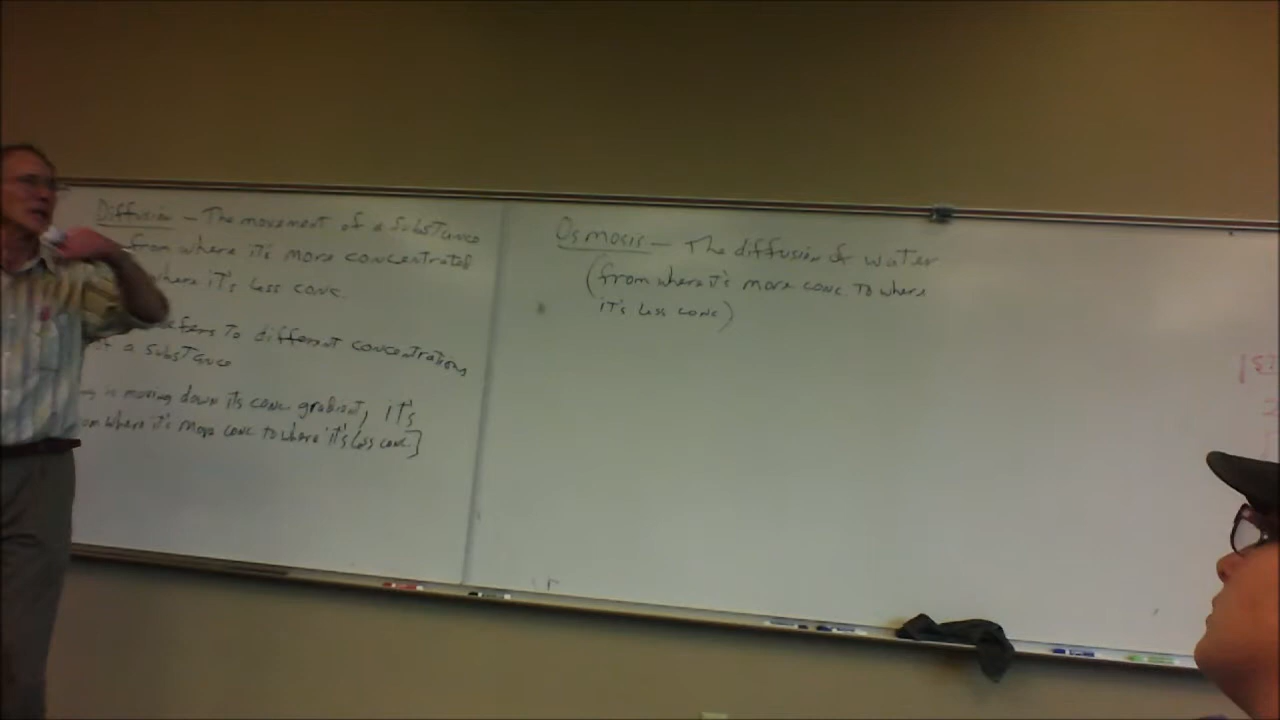 Diffusion – The movement of a substance
from where it's more concentrated
where it's less conc.
efers to different concentrations
of a substance
is moving down its conc. gradient, it's
om where it's more conc to where it's less conc]
Osmosis – The diffusion of water
(from where it's more conc. to where
it's less conc)